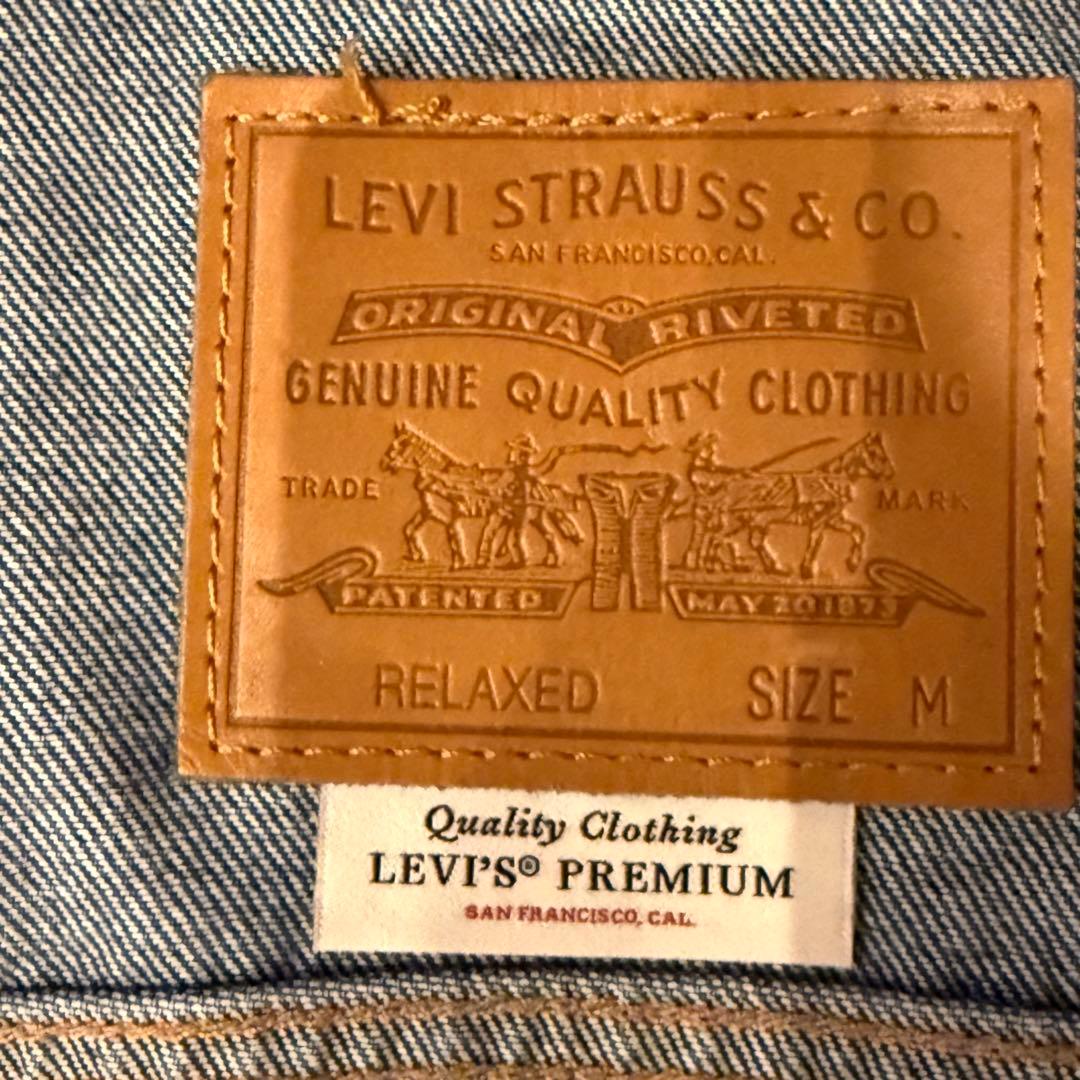 LEVI STRAUSS & CO.
SAN FRANCISCO, CAL.
ORIGINAL RIVETED
GENUINE QUALITY CLOTHING
TRADE MARK
PATENTED MAY 20 1873
RELAXED SIZE M
Quality Clothing
LEVI'S® PREMIUM
SAN FRANCISCO, CAL.